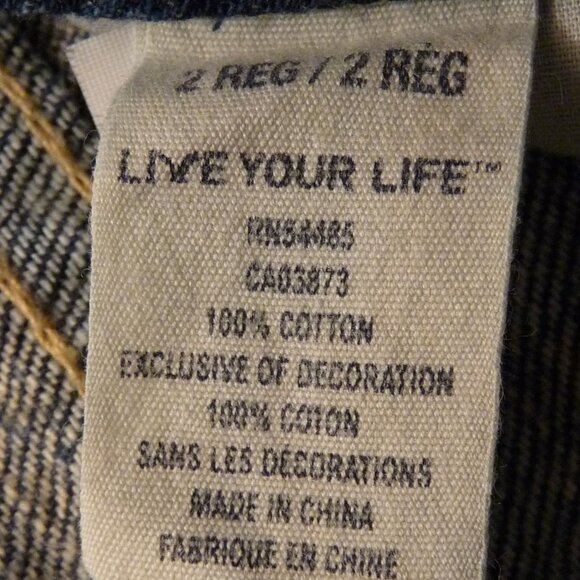 2 REG / 2 RÉG
LIVE YOUR LIFE™
RN54485
CA03873
100% COTTON
EXCLUSIVE OF DECORATION
100% COTON
SANS LES DÉCORATIONS
MADE IN CHINA
FABRIQUÉ EN CHINE